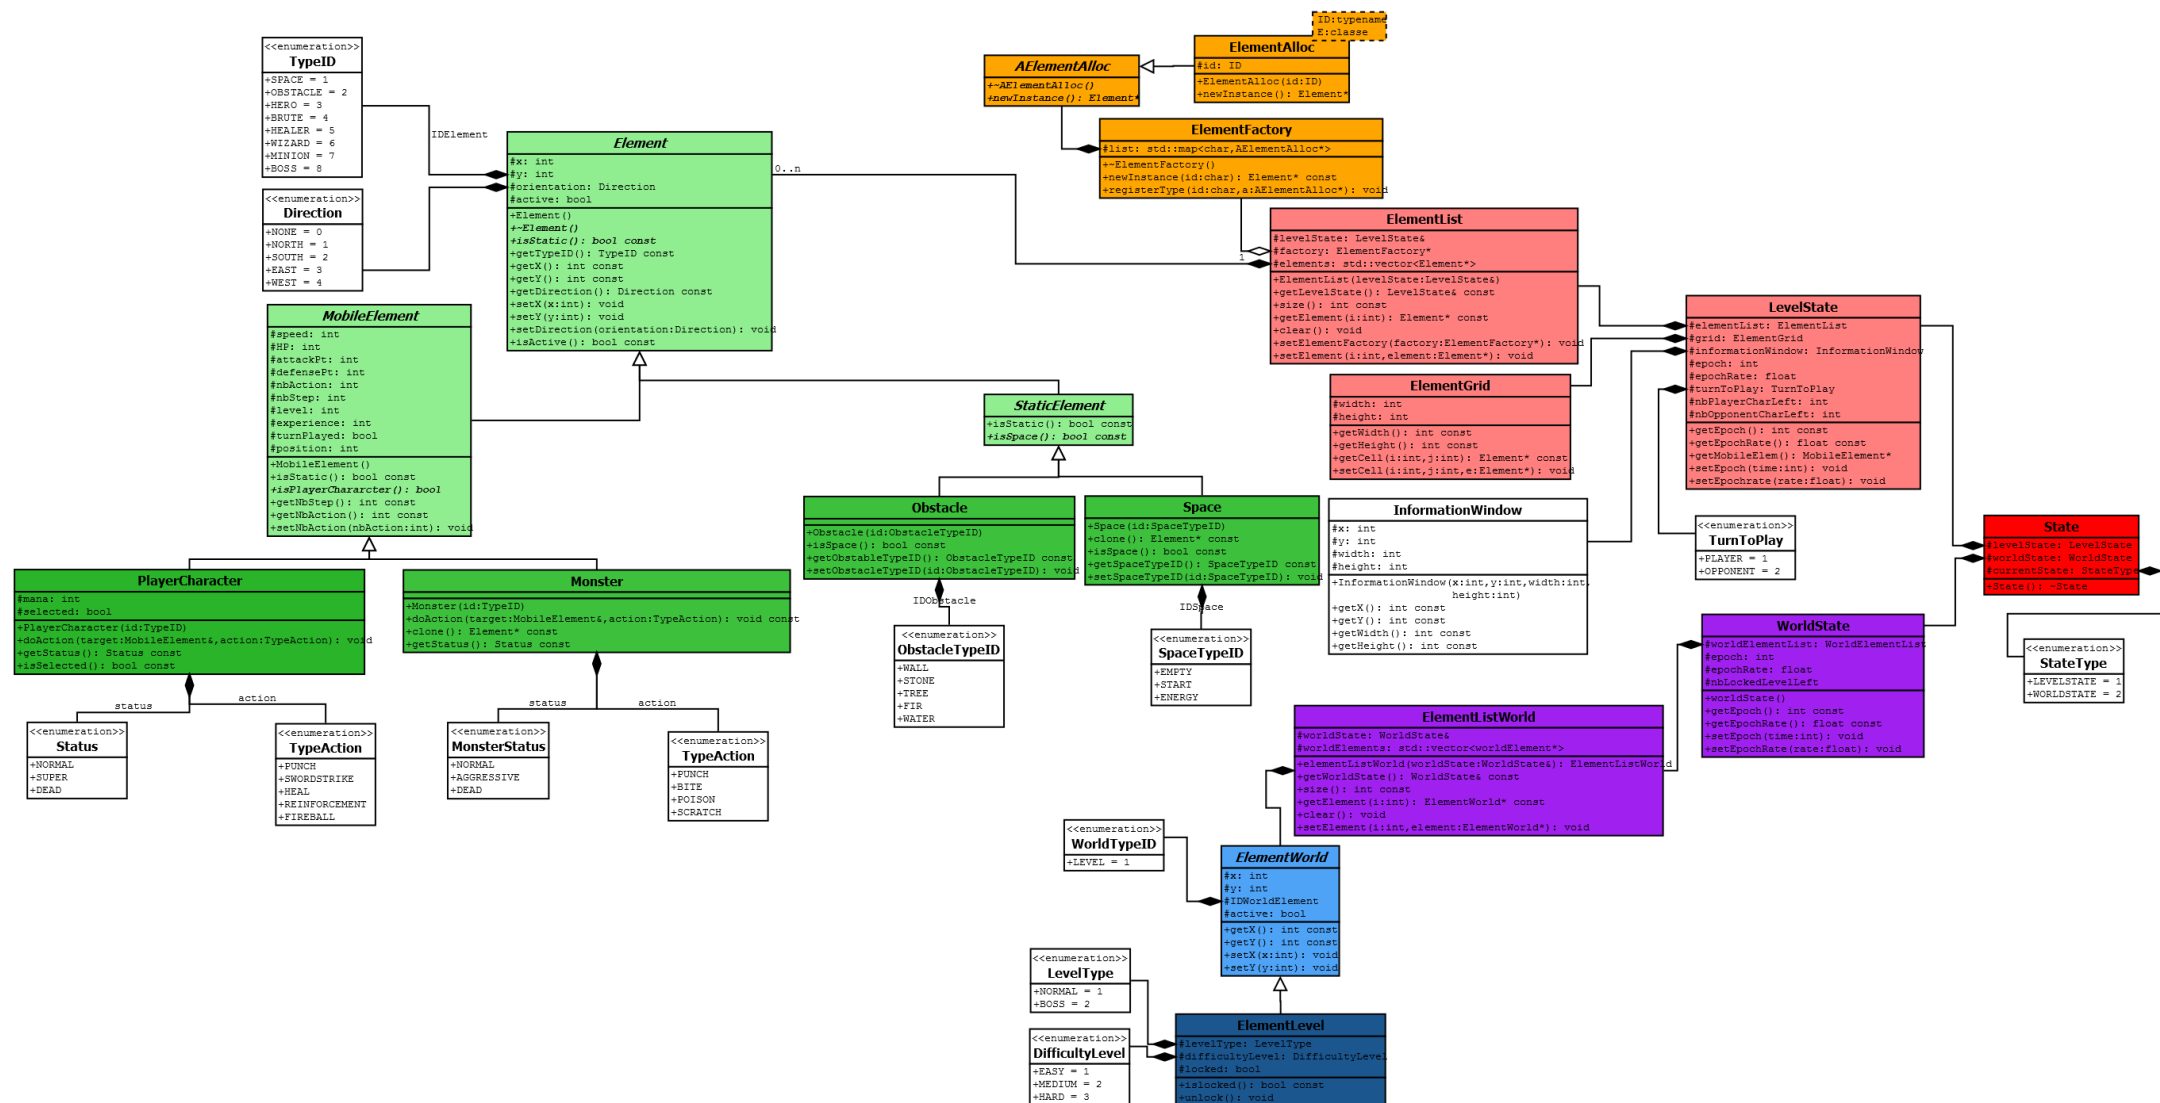 <<enumeration>>
TypeID
+SPACE = 1
+OBSTACLE = 2
+HERO = 3
+BRUTE = 4
+HEALER = 5
+WIZARD = 6
+MINION = 7
+BOSS = 8
<<enumeration>>
Direction
+NONE = 0
+NORTH = 1
+SOUTH = 2
+EAST = 3
+WEST = 4
IDElement
Element
#x: int
#y: int
#orientation: Direction
#active: bool
+Element()
+~Element()
+isStatic(): bool const
+getTypeID(): TypeID const
+getX(): int const
+getY(): int const
+getDirection(): Direction const
+setX(x:int): void
+setY(y:int): void
+setDirection(orientation:Direction): void
+isActive(): bool const
0..n
ID:typename
E:classe
ElementAlloc
#id: ID
+ElementAlloc(id:ID)
+newInstance(): Element*
AElementAlloc
+~AElementAlloc()
+newInstance(): Element*
ElementFactory
#list: std::map<char,AElementAlloc*>
+~ElementFactory()
+newInstance(id:char): Element* const
+registerType(id:char,a:AElementAlloc*): void
1
ElementList
#levelState: LevelState&
#factory: ElementFactory*
#elements: std::vector<Element*>
+ElementList(levelState:LevelState&)
+getLevelState(): LevelState& const
+size(): int const
+getElement(i:int): Element* const
+clear(): void
+setElementFactory(factory:ElementFactory*): void
+setElement(i:int,element:Element*): void
LevelState
#elementList: ElementList
#grid: ElementGrid
#informationWindow: InformationWindow
#epoch: int
#epochRate: float
#turnToPlay: TurnToPlay
#nbPlayerCharLeft: int
#nbOpponentCharLeft: int
+getEpoch(): int const
+getEpochRate(): float const
+getMobileElem(): MobileElement*
+setEpoch(time:int): void
+setEpochrate(rate:float): void
ElementGrid
#width: int
#height: int
+getWidth(): int const
+getHeight(): int const
+getCell(i:int,j:int): Element* const
+setCell(i:int,j:int,e:Element*): void
MobileElement
#speed: int
#HP: int
#attackPt: int
#defensePt: int
#nbAction: int
#nbStep: int
#level: int
#experience: int
#turnPlayed: bool
#position: int
+MobileElement()
+isStatic(): bool const
+isPlayerChararcter(): bool
+getNbStep(): int const
+getNbAction(): int const
+setNbAction(nbAction:int): void
StaticElement
+isStatic(): bool const
+isSpace(): bool const
Obstacle
+Obstacle(id:ObstacleTypeID)
+isSpace(): bool const
+getObstableTypeID(): ObstacleTypeID const
+setObstacleTypeID(id:ObstacleTypeID): void
Space
+Space(id:SpaceTypeID)
+clone(): Element* const
+isSpace(): bool const
+getSpaceTypeID(): SpaceTypeID const
+setSpaceTypeID(id:SpaceTypeID): void
InformationWindow
#x: int
#y: int
#width: int
#height: int
+InformationWindow(x:int,y:int,width:int,
height:int)
+getX(): int const
+getY(): int const
+getWidth(): int const
+getHeight(): int const
<<enumeration>>
TurnToPlay
+PLAYER = 1
+OPPONENT = 2
State
#levelState: LevelState
#worldState: WorldState
#currentState: StateType
+State(): ~State
PlayerCharacter
#mana: int
#selected: bool
+PlayerCharacter(id:TypeID)
+doAction(target:MobileElement&,action:TypeAction): void
+getStatus(): Status const
+isSelected(): bool const
Monster
+Monster(id:TypeID)
+doAction(target:MobileElement&,action:TypeAction): void const
+clone(): Element* const
+getStatus(): Status const
IDObstacle
<<enumeration>>
ObstacleTypeID
+WALL
+STONE
+TREE
+FIR
+WATER
IDSpace
<<enumeration>>
SpaceTypeID
+EMPTY
+START
+ENERGY
WorldState
#worldElementList: WorldElementList
#epoch: int
#epochRate: float
#nbLockedLevelLeft
+worldState()
+getEpoch(): int const
+getEpochRate(): float const
+setEpoch(time:int): void
+setEpochRate(rate:float): void
<<enumeration>>
StateType
+LEVELSTATE = 1
+WORLDSTATE = 2
status
action
<<enumeration>>
Status
+NORMAL
+SUPER
+DEAD
<<enumeration>>
TypeAction
+PUNCH
+SWORDSTRIKE
+HEAL
+REINFORCEMENT
+FIREBALL
status
action
<<enumeration>>
MonsterStatus
+NORMAL
+AGGRESSIVE
+DEAD
<<enumeration>>
TypeAction
+PUNCH
+BITE
+POISON
+SCRATCH
ElementListWorld
#worldState: WorldState&
#worldElements: std::vector<worldElement*>
+elementListWorld(worldState:WorldState&): ElementListWorld
+getWorldState(): WorldState& const
+size(): int const
+getElement(i:int): ElementWorld* const
+clear(): void
+setElement(i:int,element:ElementWorld*): void
<<enumeration>>
WorldTypeID
+LEVEL = 1
ElementWorld
#x: int
#y: int
#IDWorldElement
#active: bool
+getX(): int const
+getY(): int const
+setX(x:int): void
+setY(y:int): void
<<enumeration>>
LevelType
+NORMAL = 1
+BOSS = 2
<<enumeration>>
DifficultyLevel
+EASY = 1
+MEDIUM = 2
+HARD = 3
ElementLevel
#levelType: LevelType
#difficultyLevel: DifficultyLevel
#locked: bool
+islocked(): bool const
+unlock(): void